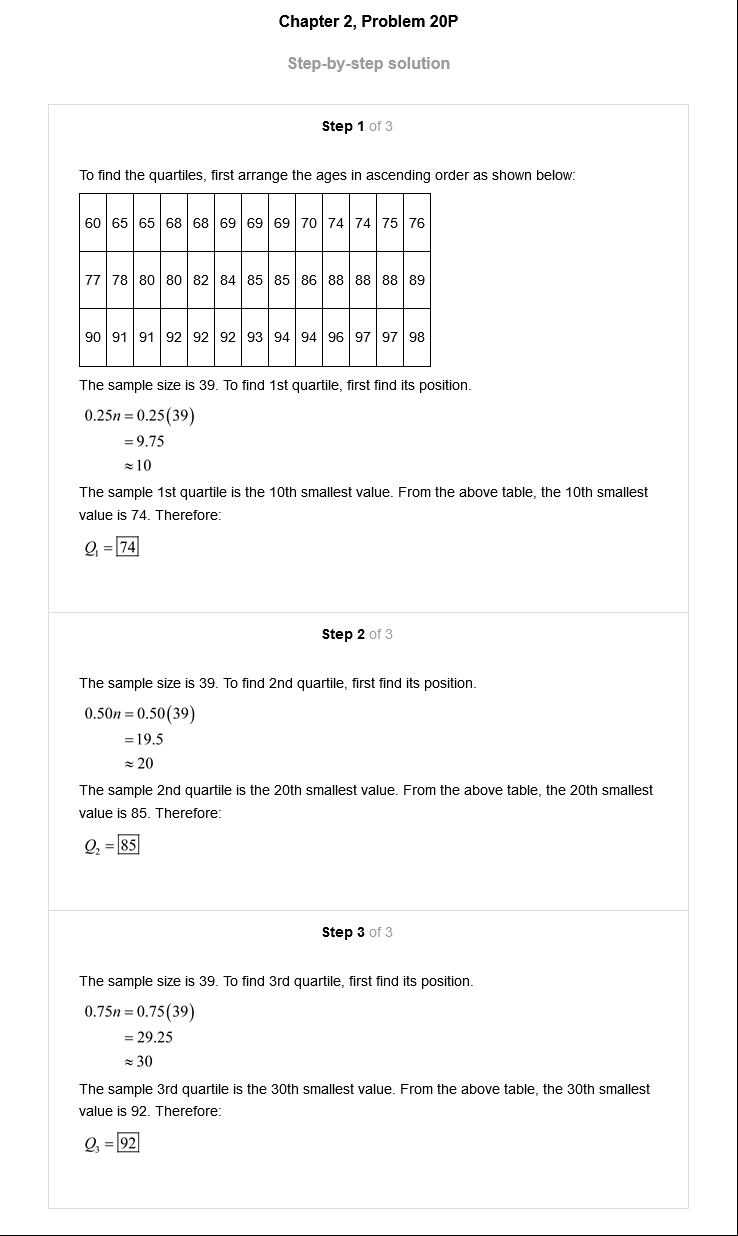 Chapter 2, Problem 20P
Step-by-step solution
Step 1 of 3
To find the quartiles, first arrange the ages in ascending order as shown below:
60 65 65 68 68 69 69 69 70 74 74 75 76
77 78 80 80 82 84 85 85 86 88 88 88 89
90 91 91 92 92 92 93 94 94 96 97 97 98
The sample size is 39. To find 1st quartile, first find its position.
0.25n = 0.25(39)
= 9.75
≈ 10
The sample 1st quartile is the 10th smallest value. From the above table, the 10th smallest
value is 74. Therefore:
Q₁ = 74
Step 2 of 3
The sample size is 39. To find 2nd quartile, first find its position.
0.50n = 0.50(39)
= 19.5
≈ 20
The sample 2nd quartile is the 20th smallest value. From the above table, the 20th smallest
value is 85. Therefore:
Q₂ = 85
Step 3 of 3
The sample size is 39. To find 3rd quartile, first find its position.
0.75n = 0.75(39)
= 29.25
≈ 30
The sample 3rd quartile is the 30th smallest value. From the above table, the 30th smallest
value is 92. Therefore:
Q₃ = 92